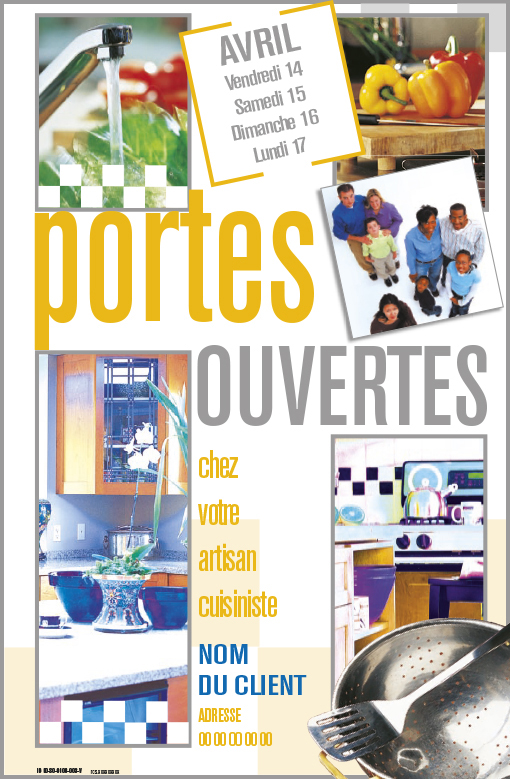 AVRIL
Vendredi 14
Samedi 15
Dimanche 16
Lundi 17
portes
OUVERTES
chez
votre
artisan
cuisiniste
NOM
DU CLIENT
ADRESSE
00 00 00 00 00